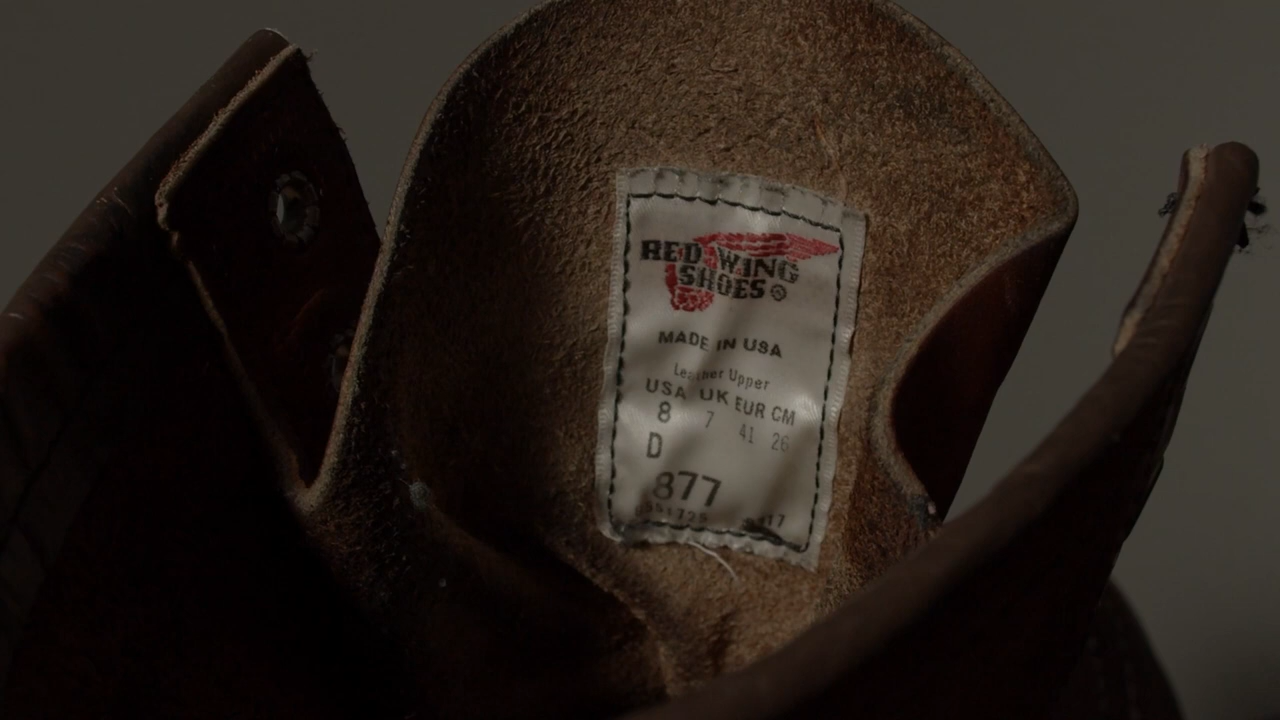 RED WING
SHOES®
MADE IN USA
Leather Upper
USA UK EUR CM
8 7 41 26
D
877